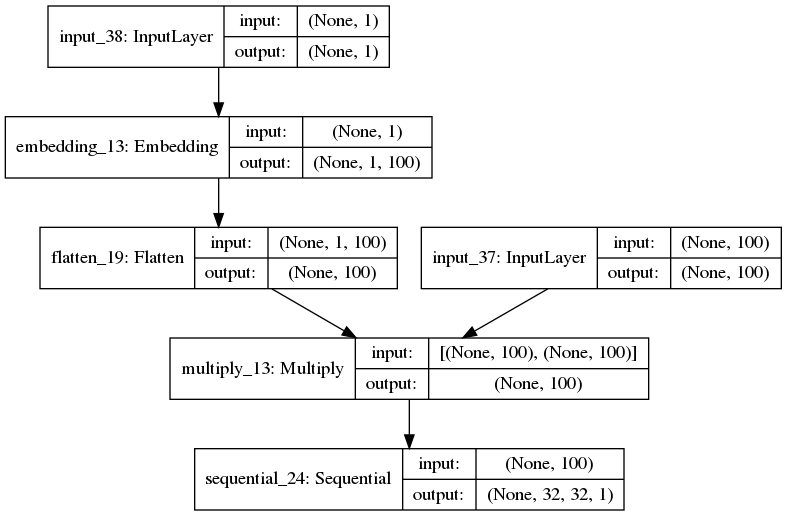 input_38: InputLayer
input: (None, 1)
output: (None, 1)
embedding_13: Embedding
input: (None, 1)
output: (None, 1, 100)
flatten_19: Flatten
input: (None, 1, 100)
output: (None, 100)
input_37: InputLayer
input: (None, 100)
output: (None, 100)
multiply_13: Multiply
input: [(None, 100), (None, 100)]
output: (None, 100)
sequential_24: Sequential
input: (None, 100)
output: (None, 32, 32, 1)